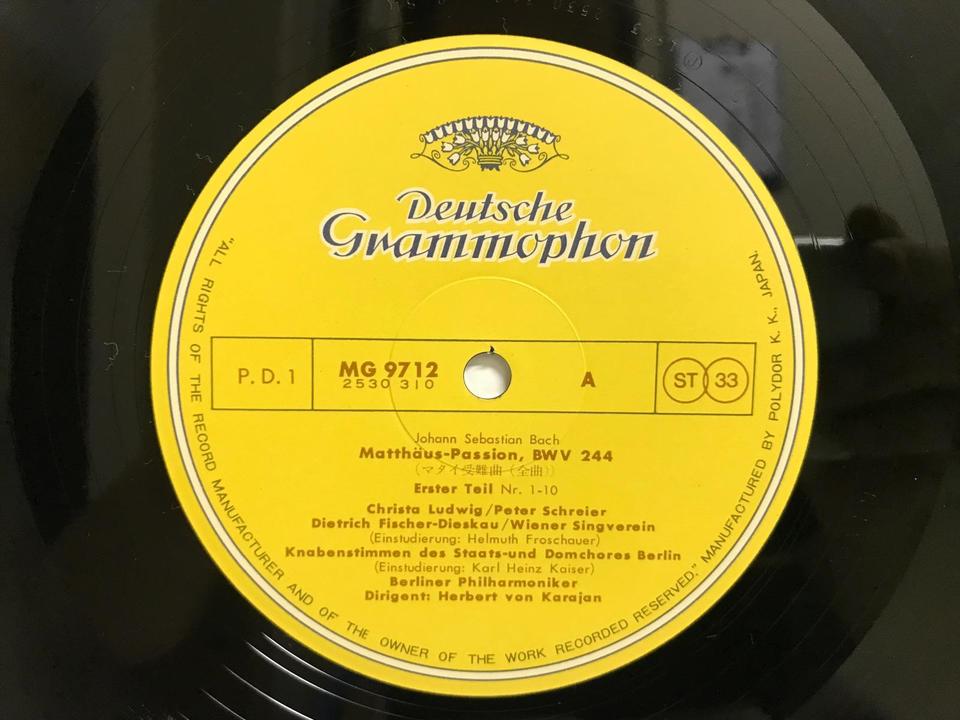 Deutsche
Grammophon
P. D. 1
MG 9712
2530 310
A
ST 33
Johann Sebastian Bach
Matthäus-Passion, BWV 244
(マタイ受難曲(全曲))
Erster Teil Nr. 1-10
Christa Ludwig/Peter Schreier
Dietrich Fischer-Dieskau/Wiener Singverein
(Einstudierung: Helmuth Froschauer)
Knabenstimmen des Staats-und Domchores Berlin
(Einstudierung: Karl Heinz Kaiser)
Berliner Philharmoniker
Dirigent: Herbert von Karajan
"ALL RIGHTS OF THE RECORD MANUFACTURER AND OF THE OWNER OF THE WORK RECORDED RESERVED." MANUFACTURED BY POLYDOR K. K., JAPAN.